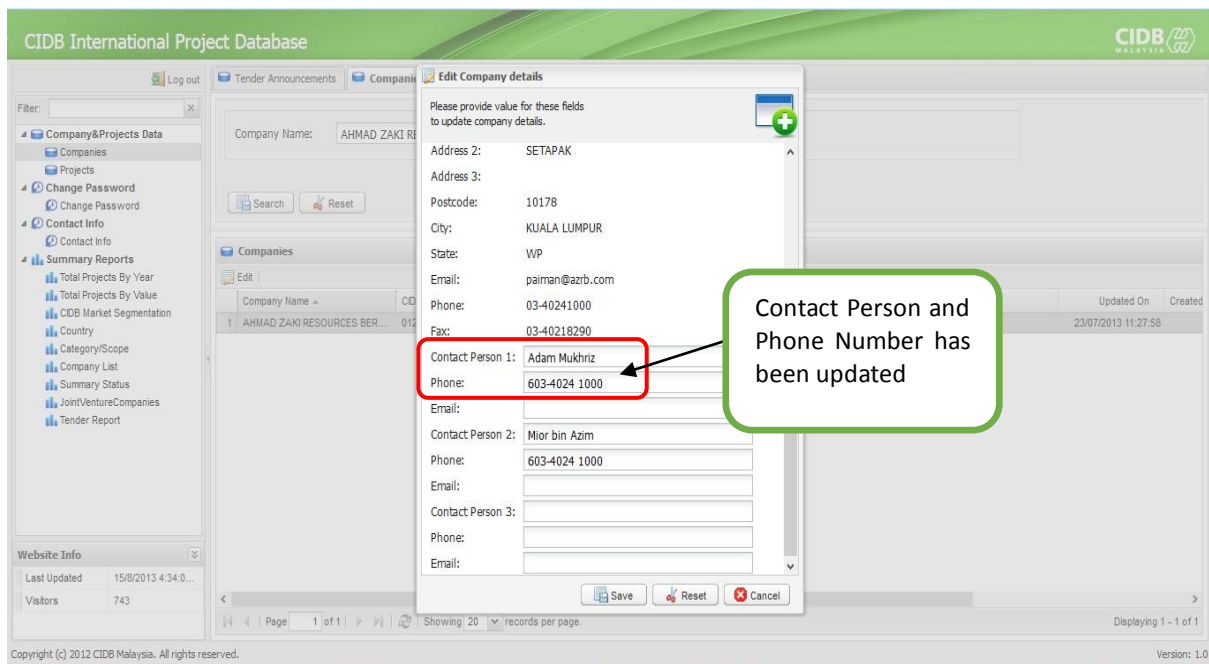 CIDB International Project Database
CIDB
MALAYSIA
Log out
Filter:
Company&Projects Data
Companies
Projects
Change Password
Change Password
Contact Info
Contact Info
Summary Reports
Total Projects By Year
Total Projects By Value
CIDB Market Segmentation
Country
Category/Scope
Company List
Summary Status
JointVentureCompanies
Tender Report
Website Info
Last Updated 15/8/2013 4:34:0...
Visitors 743
Tender Announcements Companie
Company Name: AHMAD ZAKI RE
Search Reset
Companies
Edit
Company Name CID Updated On Created
1 AHMAD ZAKI RESOURCES BER... 012 23/07/2013 11:27:58
Edit Company details
Please provide value for these fields
to update company details.
Address 2: SETAPAK
Address 3:
Postcode: 10178
City: KUALA LUMPUR
State: WP
Email: paiman@azrb.com
Phone: 03-40241000
Fax: 03-40218290
Contact Person 1: Adam Mukhriz
Phone: 603-4024 1000
Email:
Contact Person 2: Mior bin Azim
Phone: 603-4024 1000
Email:
Contact Person 3:
Phone:
Email:
Save Reset Cancel
Contact Person and
Phone Number has
been updated
Page 1 of 1 Showing 20 records per page. Displaying 1 - 1 of 1
Copyright (c) 2012 CIDB Malaysia. All rights reserved. Version: 1.0